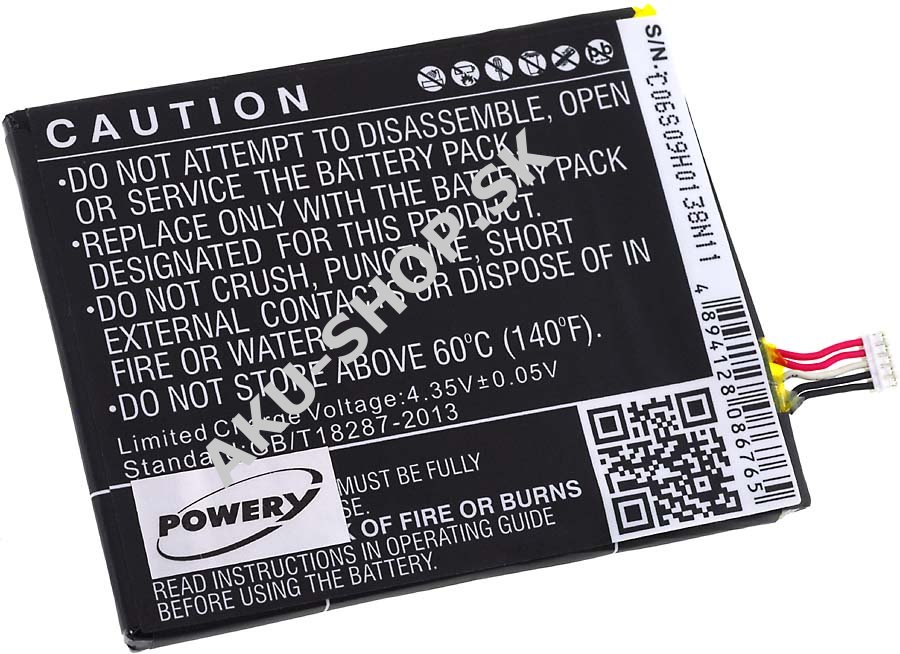 CAUTION
•DO NOT ATTEMPT TO DISASSEMBLE, OPEN
OR SERVICE THE BATTERY PACK.
•REPLACE ONLY WITH THE BATTERY PACK
DESIGNATED FOR THIS PRODUCT.
•DO NOT CRUSH, PUNCTURE, SHORT
EXTERNAL CONTACTS OR DISPOSE OF IN
FIRE OR WATER.
•DO NOT STORE ABOVE 60°C (140°F).
Limited Charge Voltage:4.35V±0.05V
Standard:GB/T18287-2013
MUST BE FULLY
SE.
K OF FIRE OR BURNS
READ INSTRUCTIONS IN OPERATING GUIDE
BEFORE USING THE BATTERY.
POWERY
S/N:C06S09H0138N11
4 894128 086765
AKU-SHOP.SK